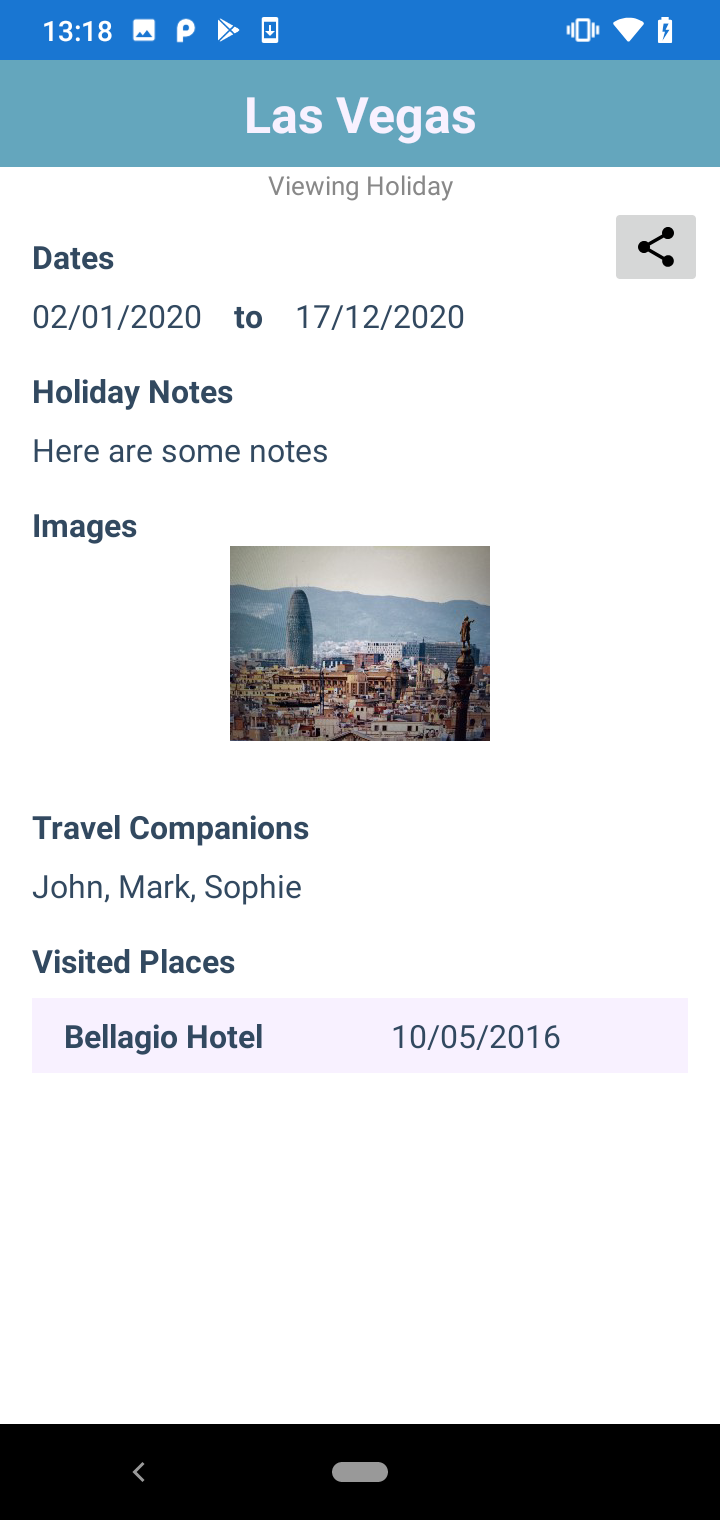 13:18
Las Vegas
Viewing Holiday
Dates
02/01/2020 to 17/12/2020
Holiday Notes
Here are some notes
Images
Travel Companions
John, Mark, Sophie
Visited Places
Bellagio Hotel 10/05/2016